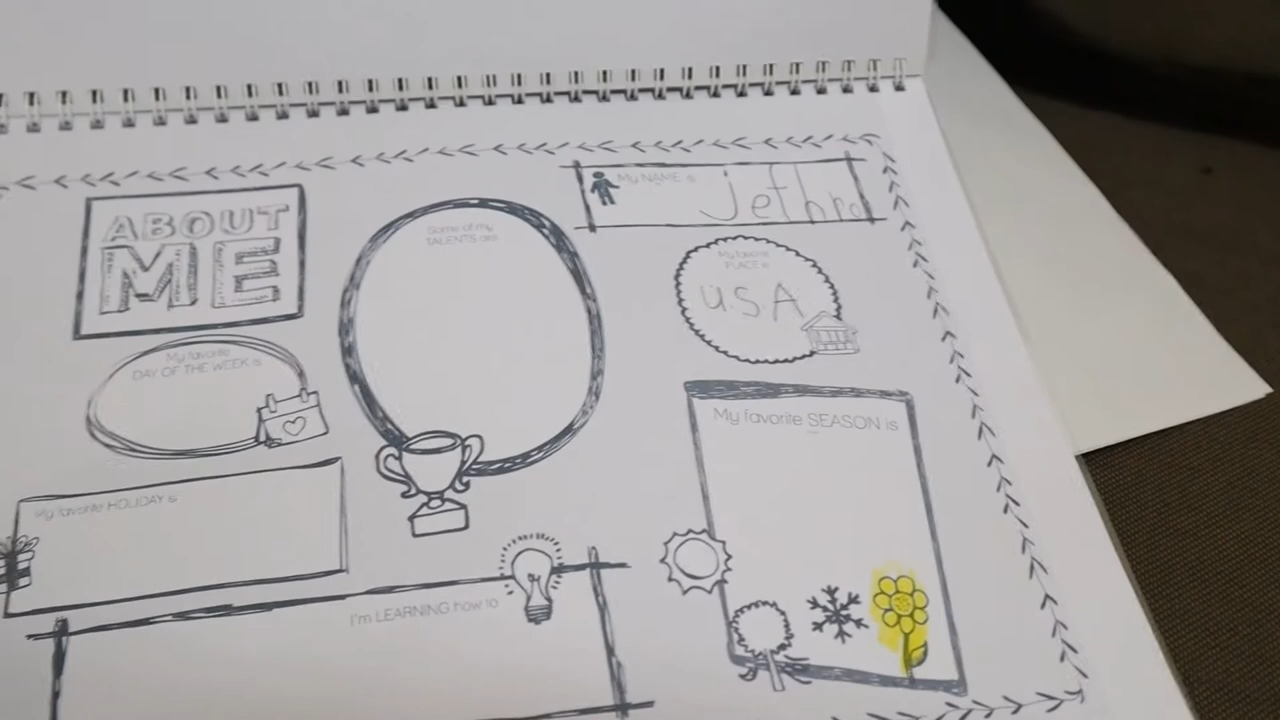 ABOUT
ME
Some of my
TALENTS are
My NAME is
Jethro
My favorite
PLACE is
U.S.A
My favorite
DAY OF THE WEEK is
My favorite SEASON is
My favorite HOLIDAY is
I'm LEARNING how to